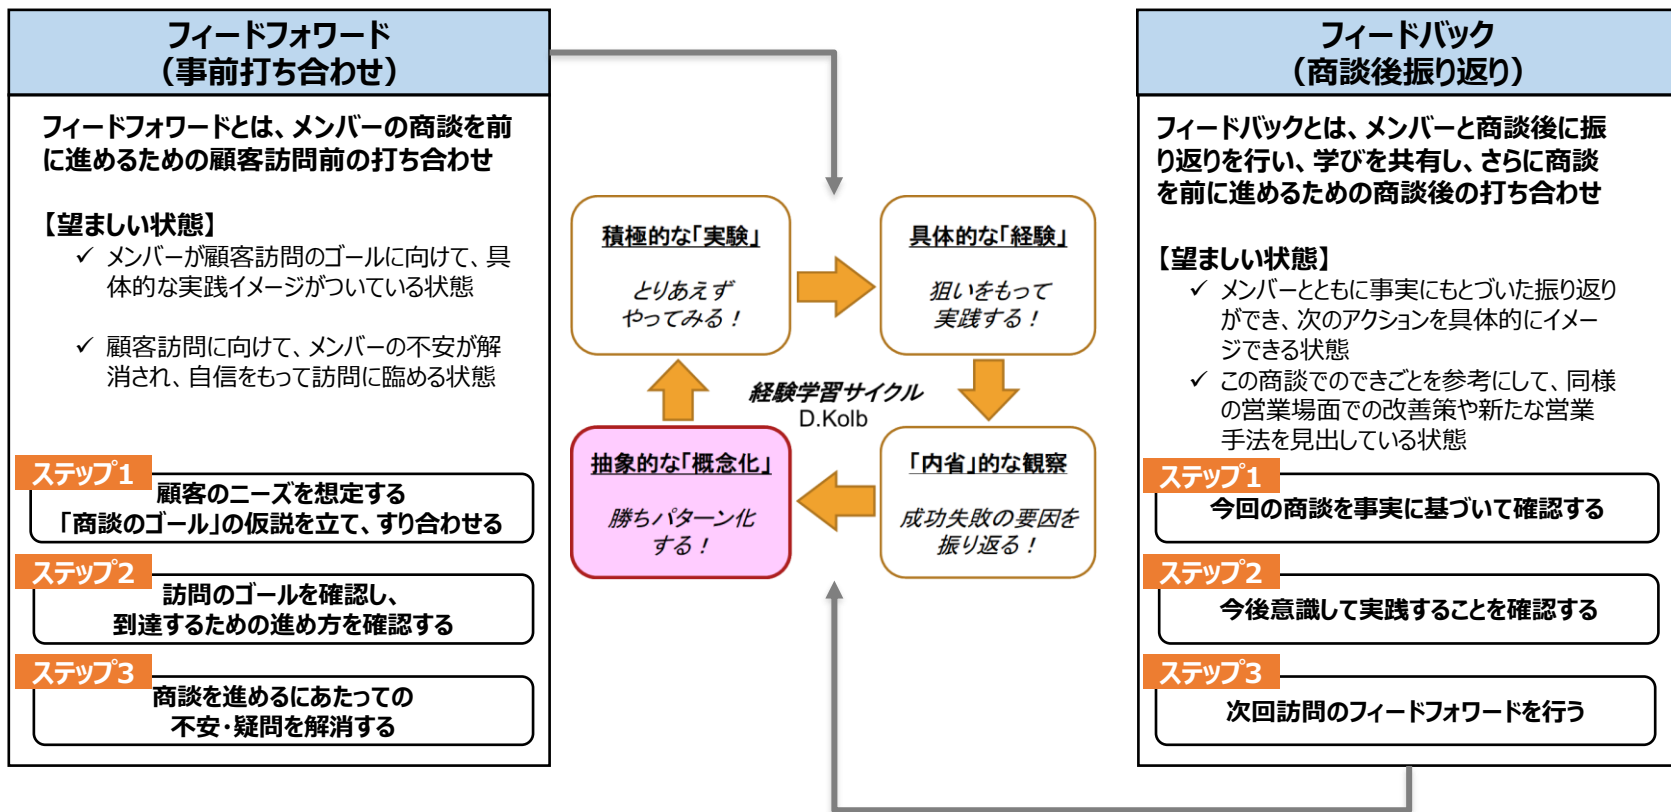 フィードフォワード
（事前打ち合わせ）
フィードフォワードとは、メンバーの商談を前
に進めるための顧客訪問前の打ち合わせ
【望ましい状態】
✓ メンバーが顧客訪問のゴールに向けて、具
体的な実践イメージがついている状態
✓ 顧客訪問に向けて、メンバーの不安が解
消され、自信をもって訪問に臨める状態
ステップ1
顧客のニーズを想定する
「商談のゴール」の仮説を立て、すり合わせる
ステップ2
訪問のゴールを確認し、
到達するための進め方を確認する
ステップ3
商談を進めるにあたっての
不安・疑問を解消する
積極的な「実験」
とりあえず
やってみる！
具体的な「経験」
狙いをもって
実践する！
経験学習サイクル
D.Kolb
抽象的な「概念化」
勝ちパターン化
する！
「内省」的な観察
成功失敗の要因を
振り返る！
フィードバック
（商談後振り返り）
フィードバックとは、メンバーと商談後に振
り返りを行い、学びを共有し、さらに商談
を前に進めるための商談後の打ち合わせ
【望ましい状態】
✓ メンバーとともに事実にもとづいた振り返り
ができ、次のアクションを具体的にイメー
ジできる状態
✓ この商談でのできごとを参考にして、同様
の営業場面での改善策や新たな営業
手法を見出している状態
ステップ1
今回の商談を事実に基づいて確認する
ステップ2
今後意識して実践することを確認する
ステップ3
次回訪問のフィードフォワードを行う